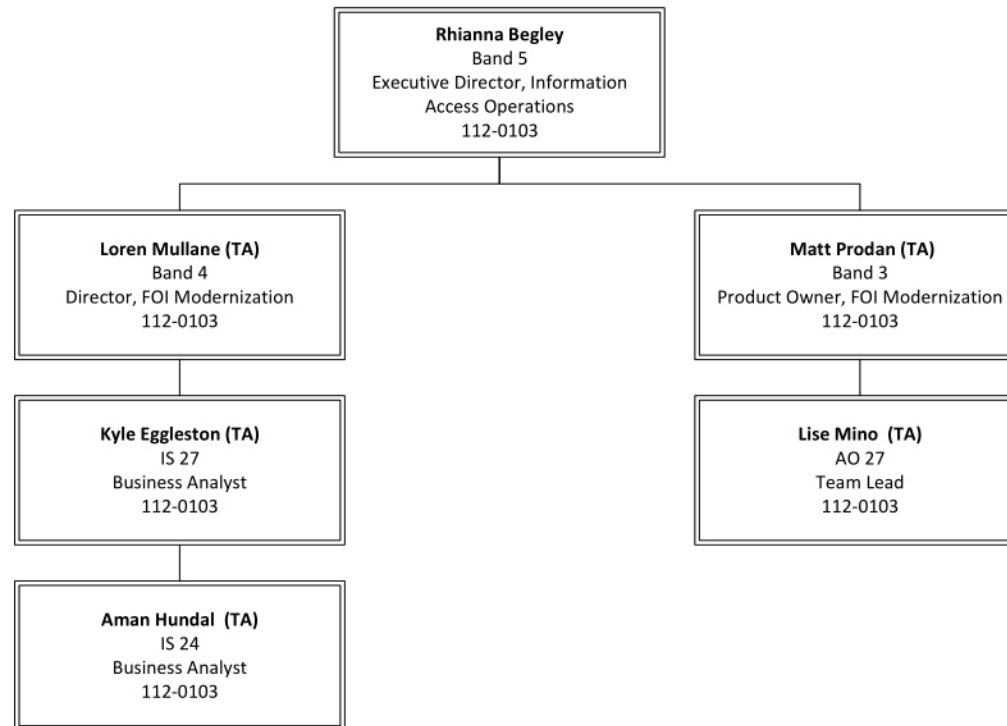 Rhianna Begley
Band 5
Executive Director, Information
Access Operations
112-0103
Loren Mullane (TA)
Band 4
Director, FOI Modernization
112-0103
Matt Prodan (TA)
Band 3
Product Owner, FOI Modernization
112-0103
Kyle Eggleston (TA)
IS 27
Business Analyst
112-0103
Lise Mino  (TA)
AO 27
Team Lead
112-0103
Aman Hundal  (TA)
IS 24
Business Analyst
112-0103